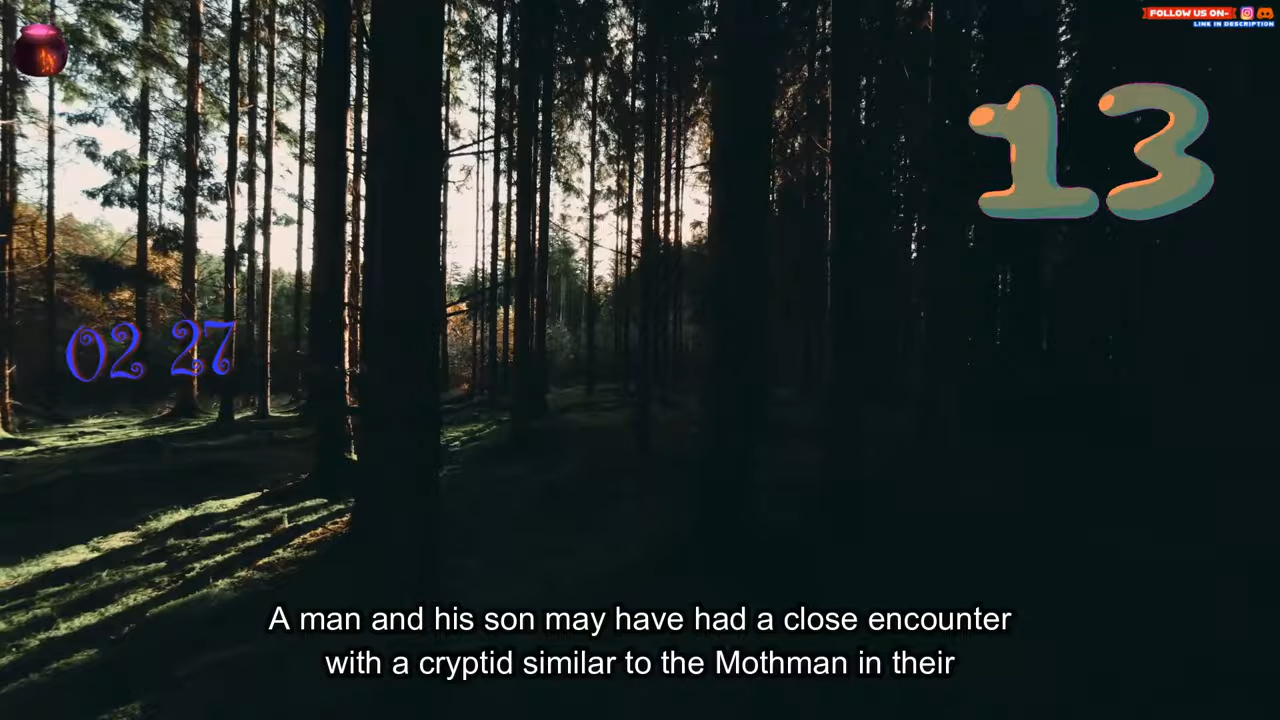 FOLLOW US ON-
LINK IN DESCRIPTION
13
02 27
A man and his son may have had a close encounter
with a cryptid similar to the Mothman in their